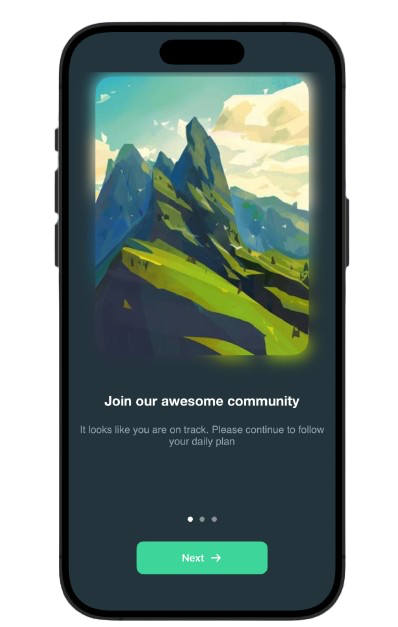 Join our awesome community
It looks like you are on track. Please continue to follow
your daily plan
Next →